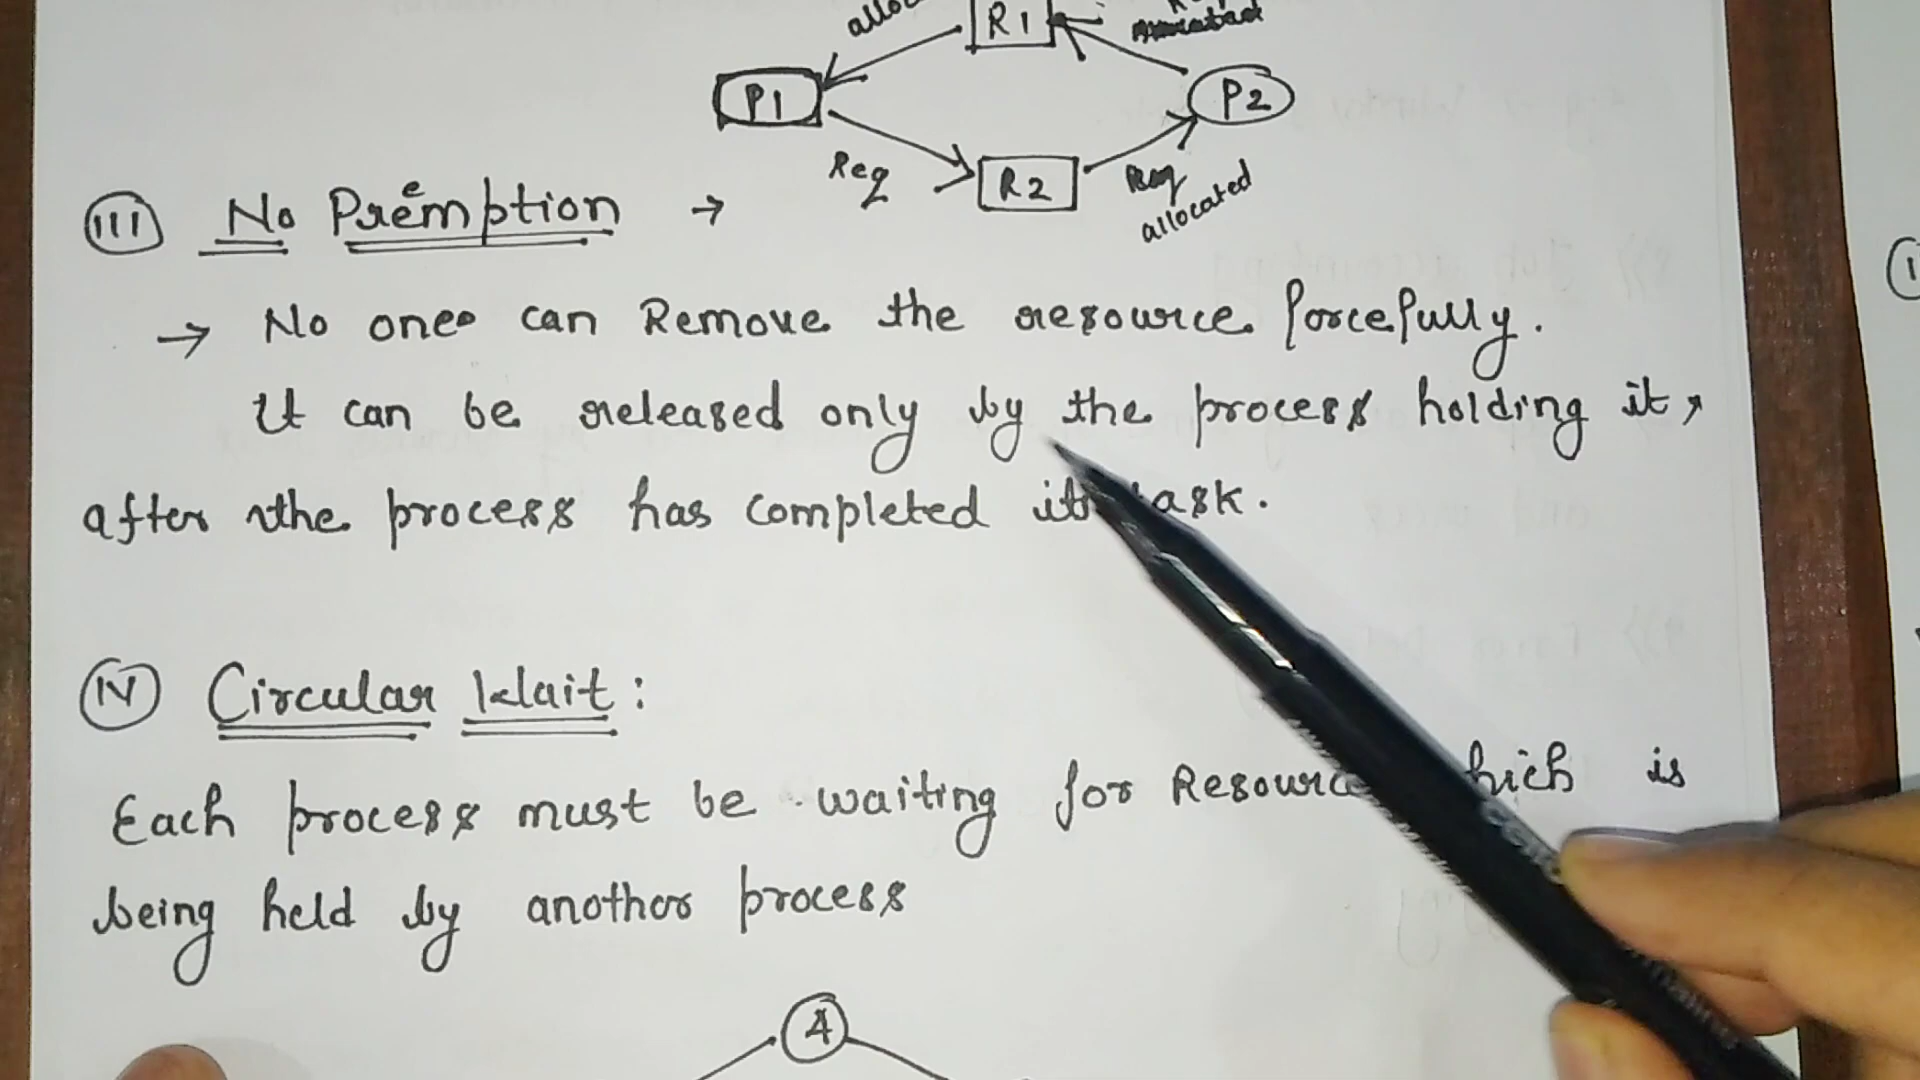 R1
P1
P2
Req
R2
allocated
III No Preemption →
→ No one can Remove the resource forcefully.
It can be released only by the process holding it,
after the process has completed its task.
IV Circular Wait:
Each process must be waiting for Resource which is
being held by another process
A